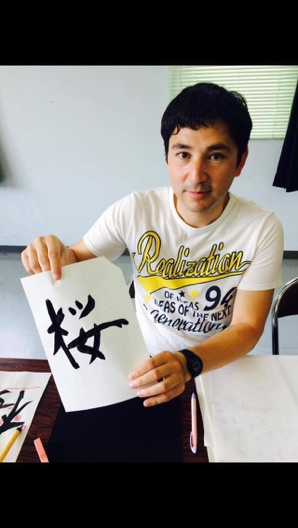 桜
Realization
OF IDEAS 94
IDEAS OF THE NEXT
Generation